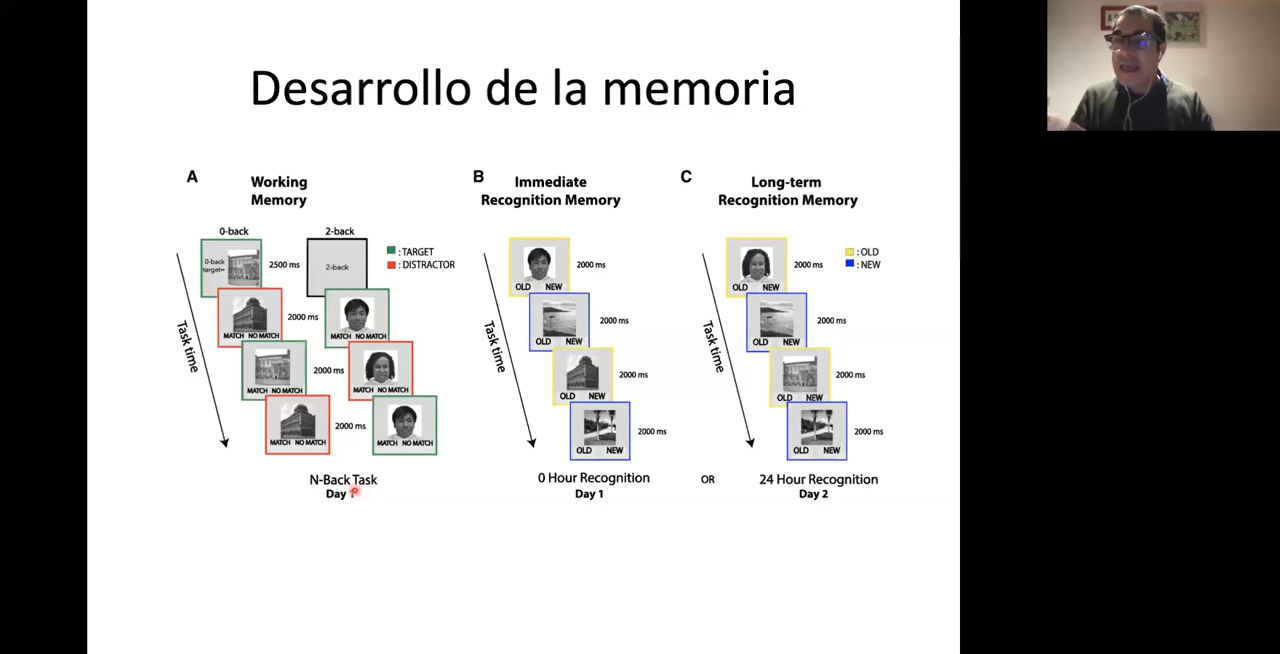 Desarrollo de la memoria
A
Working
Memory
0-back
2-back
0-back
target=
2500 ms
2-back
: TARGET
: DISTRACTOR
MATCH NO MATCH
2000 ms
MATCH NO MATCH
MATCH NO MATCH
2000 ms
MATCH NO MATCH
MATCH NO MATCH
2000 ms
MATCH NO MATCH
Task time
N-Back Task
Day
B
Immediate
Recognition Memory
OLD NEW
2000 ms
OLD NEW
2000 ms
OLD NEW
2000 ms
OLD NEW
2000 ms
Task time
0 Hour Recognition
Day 1
OR
C
Long-term
Recognition Memory
: OLD
: NEW
OLD NEW
2000 ms
OLD NEW
2000 ms
OLD NEW
2000 ms
OLD NEW
2000 ms
Task time
24 Hour Recognition
Day 2